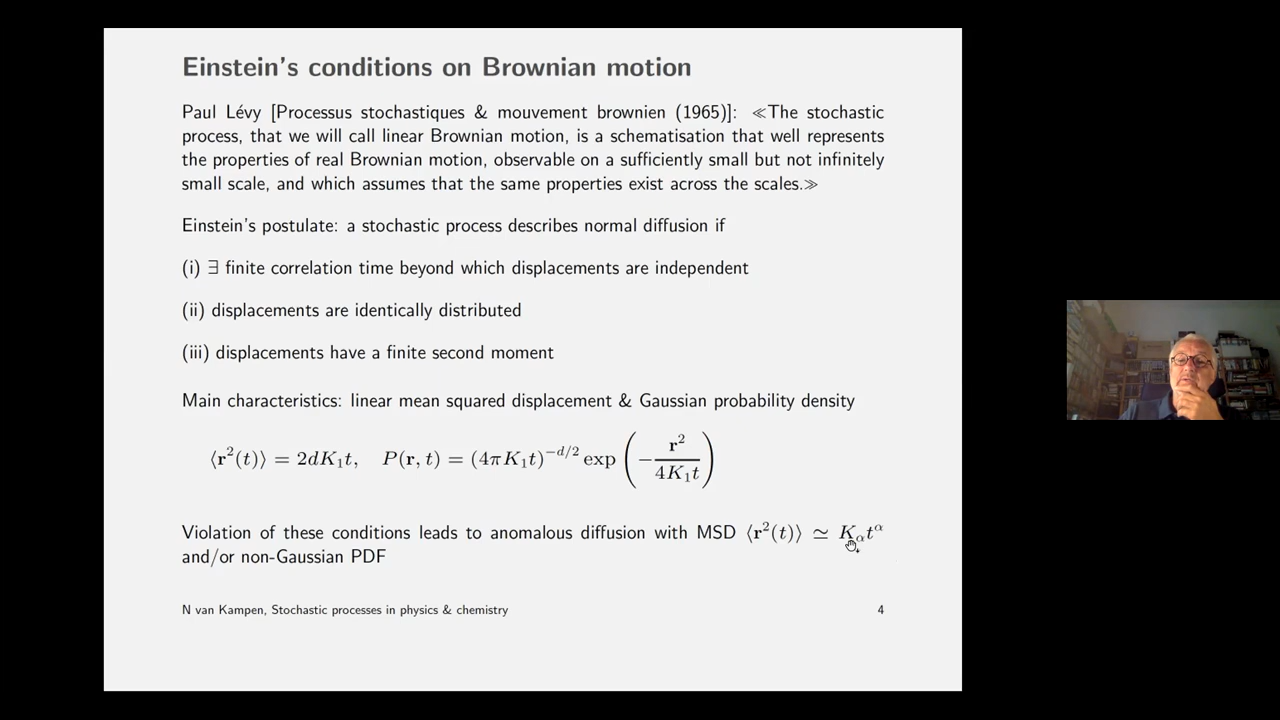 Einstein's conditions on Brownian motion
Paul Lévy [Processus stochastiques & mouvement brownien (1965)]: ≪The stochastic
process, that we will call linear Brownian motion, is a schematisation that well represents
the properties of real Brownian motion, observable on a sufficiently small but not infinitely
small scale, and which assumes that the same properties exist across the scales.≫
Einstein's postulate: a stochastic process describes normal diffusion if
(i) ∃ finite correlation time beyond which displacements are independent
(ii) displacements are identically distributed
(iii) displacements have a finite second moment
Main characteristics: linear mean squared displacement & Gaussian probability density
⟨r²(t)⟩ = 2dK₁t, P(r, t) = (4πK₁t)^{-d/2} exp(−r²/(4K₁t))
Violation of these conditions leads to anomalous diffusion with MSD ⟨r²(t)⟩ ≃ K_α t^α
and/or non-Gaussian PDF
N van Kampen, Stochastic processes in physics & chemistry 4